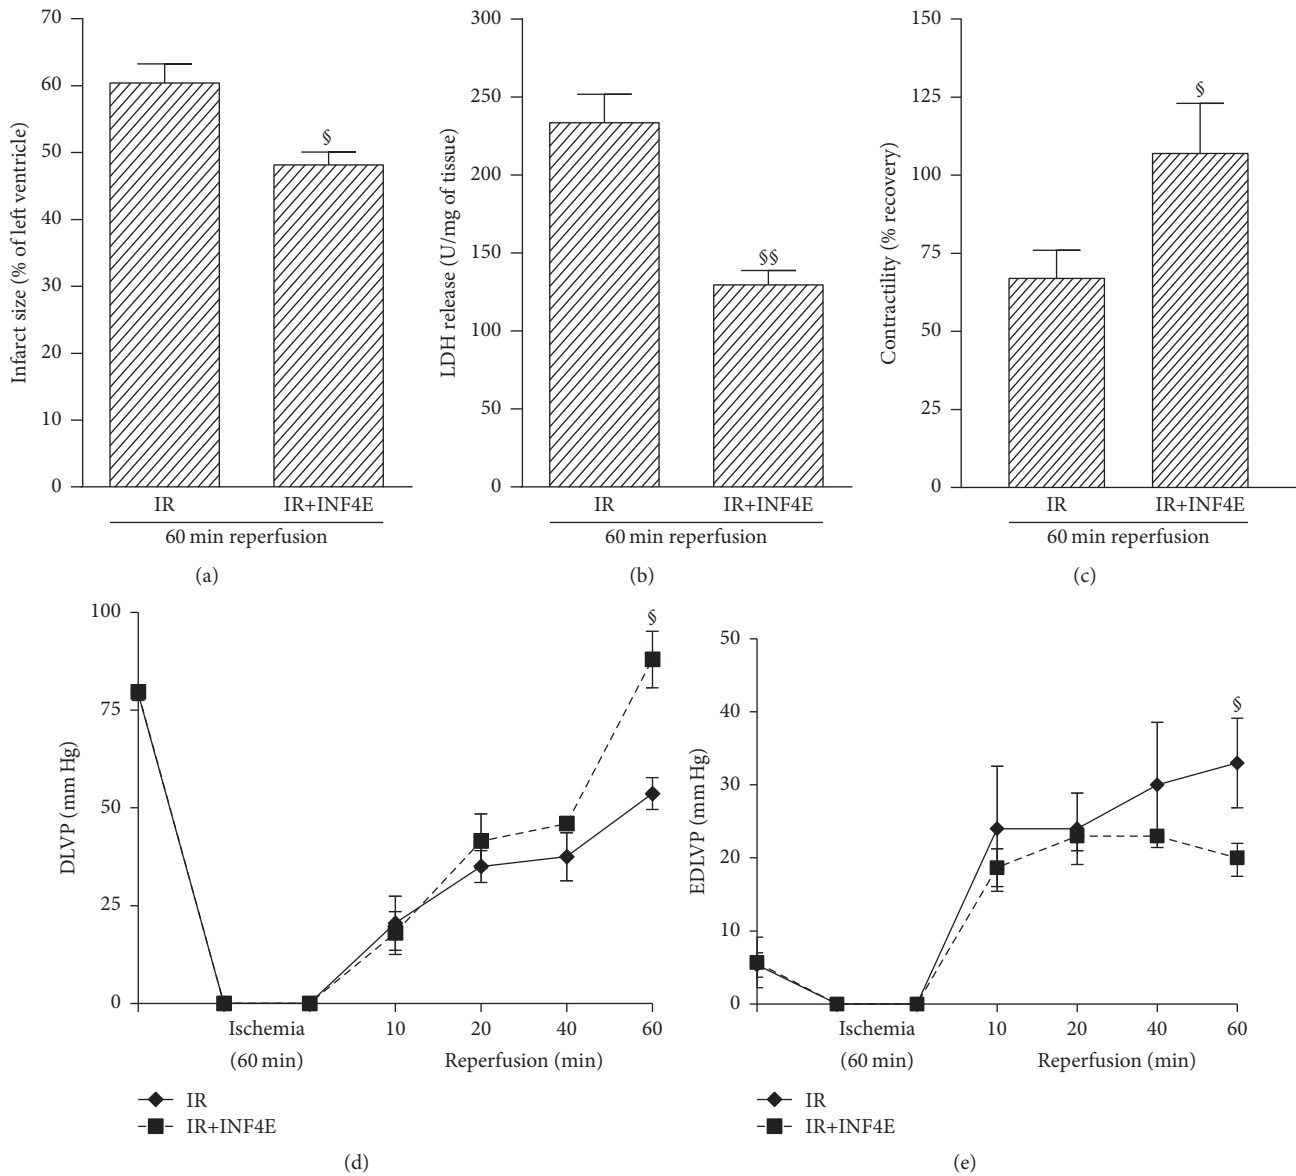 Infarct size (% of left ventricle)
70
60
50
40
30
20
10
0
§
IR IR+INF4E
60 min reperfusion
(a)
LDH release (U/mg of tissue)
300
250
200
150
100
50
0
§§
IR IR+INF4E
60 min reperfusion
(b)
Contractility (% recovery)
150
125
100
75
50
25
0
§
IR IR+INF4E
60 min reperfusion
(c)
DLVP (mm Hg)
100
75
50
25
0
§
Ischemia 10 20 40 60
(60 min) Reperfusion (min)
IR
IR+INF4E
(d)
EDLVP (mm Hg)
50
40
30
20
10
0
§
Ischemia 10 20 40 60
(60 min) Reperfusion (min)
IR
IR+INF4E
(e)